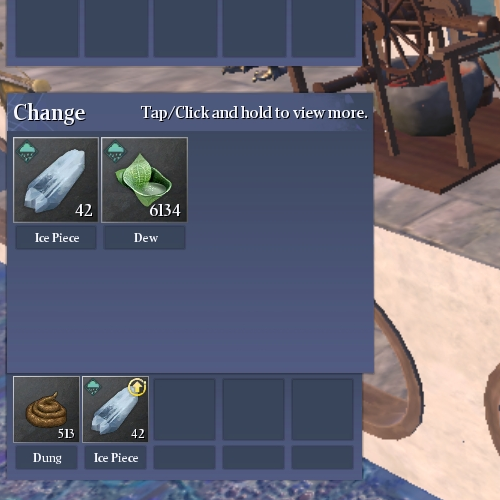 Change
Tap/Click and hold to view more.
42
6134
Ice Piece
Dew
513
42
Dung
Ice Piece